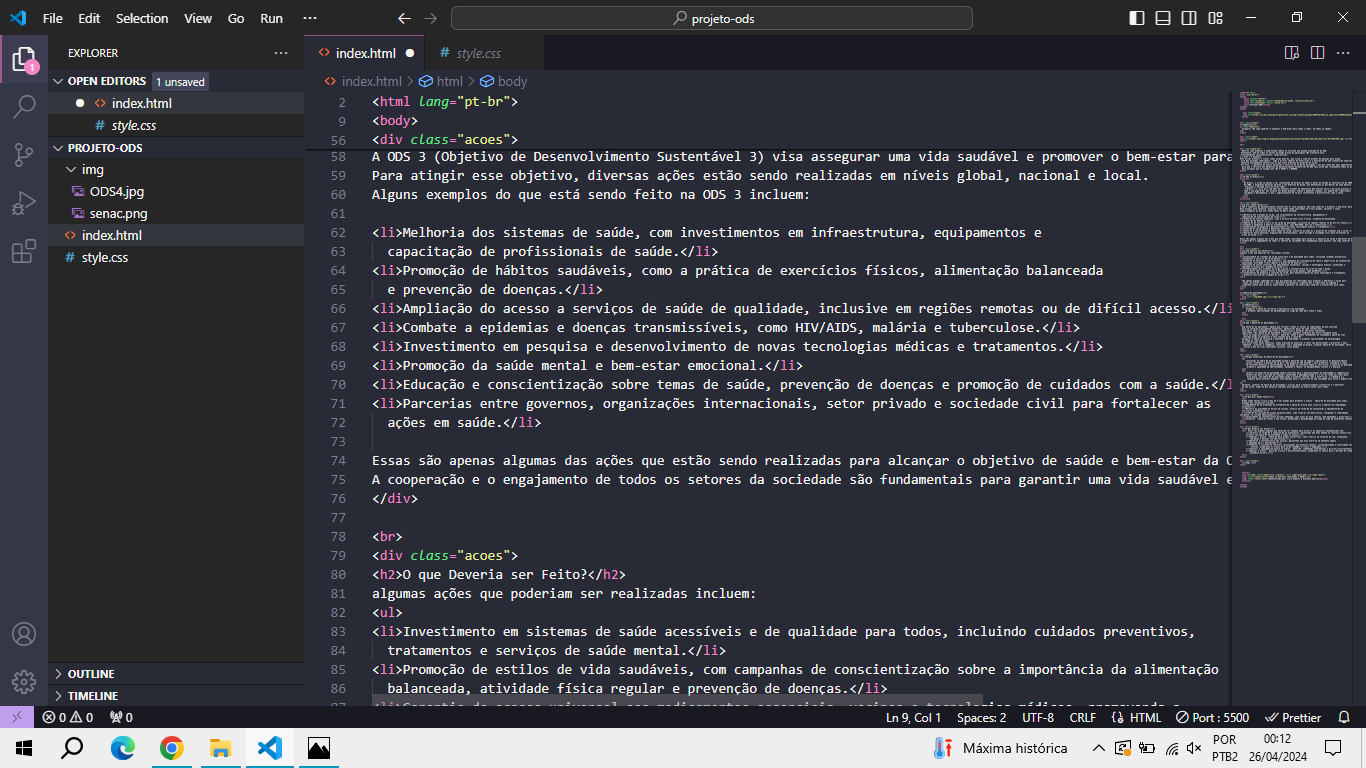 File Edit Selection View Go Run ··· projeto-ods
EXPLORER
OPEN EDITORS 1 unsaved
index.html
style.css
PROJETO-ODS
img
ODS4.jpg
senac.png
index.html
style.css
OUTLINE
TIMELINE
index.html style.css
index.html > html > body
2 <html lang="pt-br">
9 <body>
56 <div class="acoes">
58 A ODS 3 (Objetivo de Desenvolvimento Sustentável 3) visa assegurar uma vida saudável e promover o bem-estar para
59 Para atingir esse objetivo, diversas ações estão sendo realizadas em níveis global, nacional e local.
60 Alguns exemplos do que está sendo feito na ODS 3 incluem:
61
62 <li>Melhoria dos sistemas de saúde, com investimentos em infraestrutura, equipamentos e
63 capacitação de profissionais de saúde.</li>
64 <li>Promoção de hábitos saudáveis, como a prática de exercícios físicos, alimentação balanceada
65 e prevenção de doenças.</li>
66 <li>Ampliação do acesso a serviços de saúde de qualidade, inclusive em regiões remotas ou de difícil acesso.</li
67 <li>Combate a epidemias e doenças transmissíveis, como HIV/AIDS, malária e tuberculose.</li>
68 <li>Investimento em pesquisa e desenvolvimento de novas tecnologias médicas e tratamentos.</li>
69 <li>Promoção da saúde mental e bem-estar emocional.</li>
70 <li>Educação e conscientização sobre temas de saúde, prevenção de doenças e promoção de cuidados com a saúde.</l
71 <li>Parcerias entre governos, organizações internacionais, setor privado e sociedade civil para fortalecer as
72 ações em saúde.</li>
73
74 Essas são apenas algumas das ações que estão sendo realizadas para alcançar o objetivo de saúde e bem-estar da O
75 A cooperação e o engajamento de todos os setores da sociedade são fundamentais para garantir uma vida saudável e
76 </div>
77
78 <br>
79 <div class="acoes">
80 <h2>O que Deveria ser Feito?</h2>
81 algumas ações que poderiam ser realizadas incluem:
82 <ul>
83 <li>Investimento em sistemas de saúde acessíveis e de qualidade para todos, incluindo cuidados preventivos,
84 tratamentos e serviços de saúde mental.</li>
85 <li>Promoção de estilos de vida saudáveis, com campanhas de conscientização sobre a importância da alimentação
86 balanceada, atividade física regular e prevenção de doenças.</li>
0 0 0 Ln 9, Col 1 Spaces: 2 UTF-8 CRLF HTML Port : 5500 Prettier
Máxima histórica POR PTB2 00:12 26/04/2024